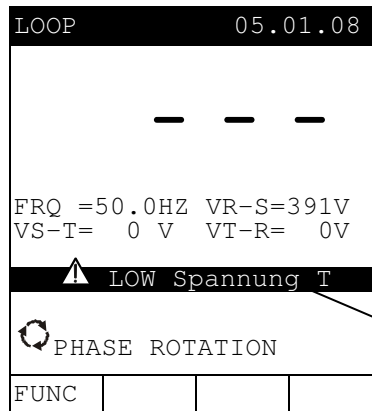 LOOP 05.01.08
– – –
FRQ =50.0HZ VR-S=391V
VS-T= 0 V VT-R= 0V
LOW Spannung T
PHASE ROTATION
FUNC